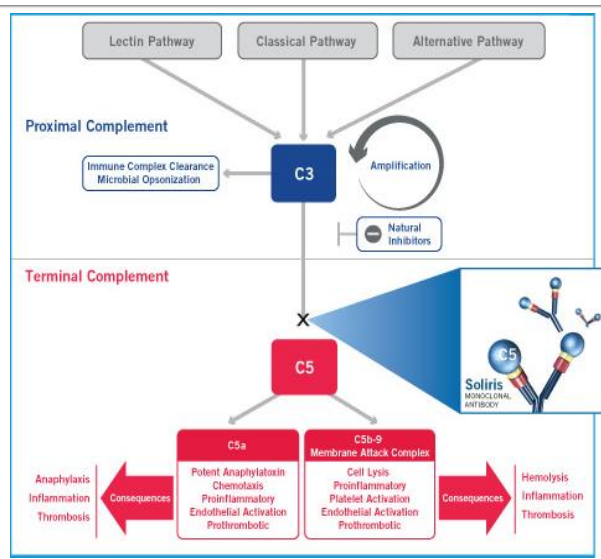 Lectin Pathway
Classical Pathway
Alternative Pathway
Proximal Complement
Immune Complex Clearance
Microbial Opsonization
C3
Amplification
Natural
Inhibitors
Terminal Complement
X
C5
C5
Soliris
MONOCLONAL
ANTIBODY
C5a
Potent Anaphylatoxin
Chemotaxis
Proinflammatory
Endothelial Activation
Prothrombotic
C5b-9
Membrane Attack Complex
Cell Lysis
Proinflammatory
Platelet Activation
Endothelial Activation
Prothrombotic
Anaphylaxis
Inflammation
Thrombosis
Consequences
Consequences
Hemolysis
Inflammation
Thrombosis